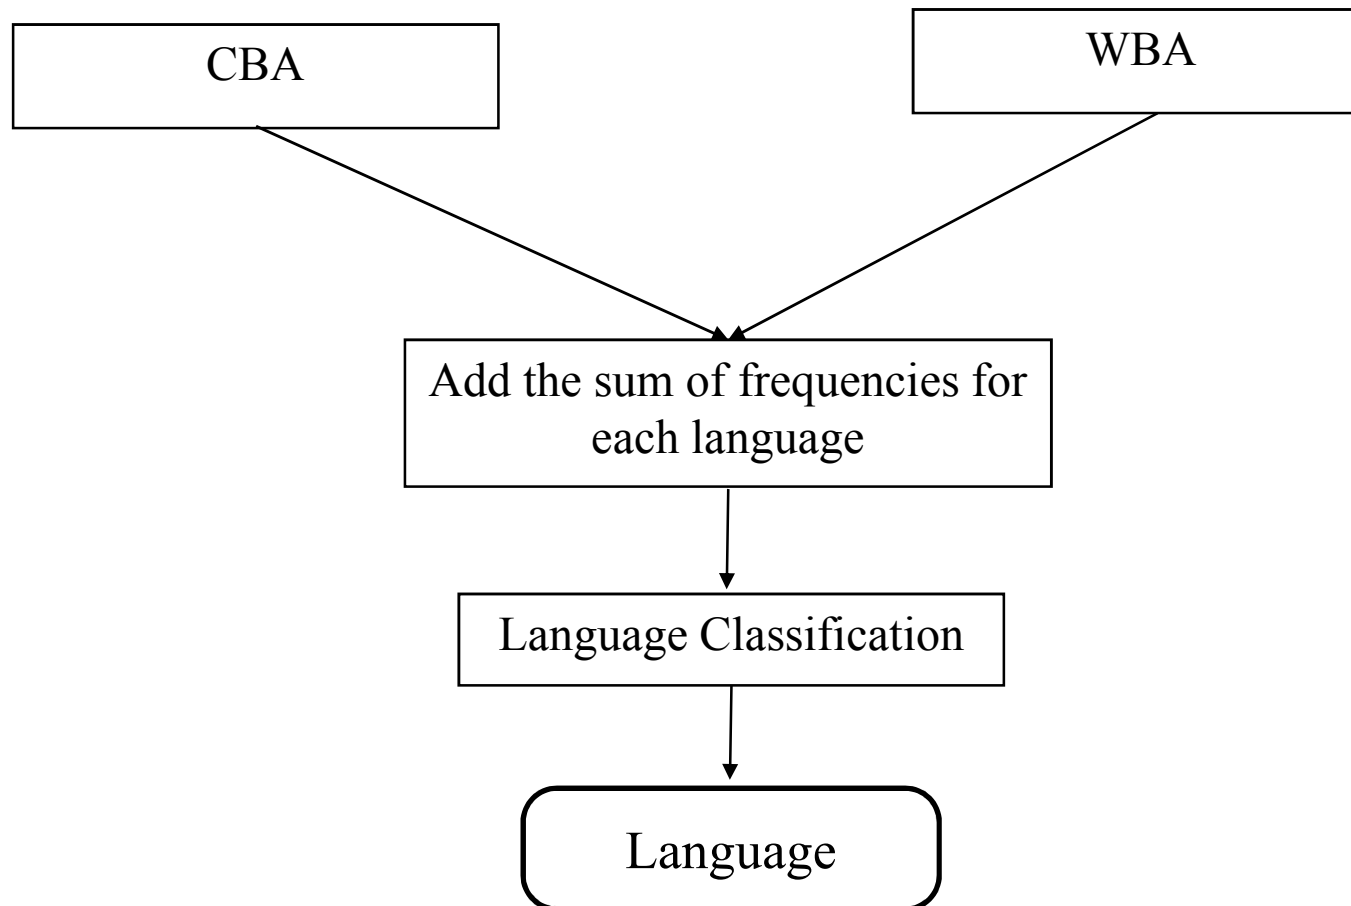 CBA
WBA
Add the sum of frequencies for
each language
Language Classification
Language